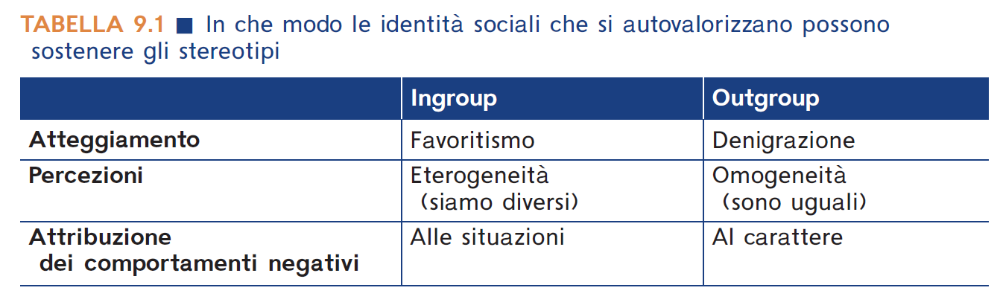 TABELLA 9.1 ■ In che modo le identità sociali che si autovalorizzano possono
sostenere gli stereotipi
Ingroup Outgroup
Atteggiamento Favoritismo Denigrazione
Percezioni Eterogeneità Omogeneità
(siamo diversi) (sono uguali)
Attribuzione Alle situazioni Al carattere
dei comportamenti negativi